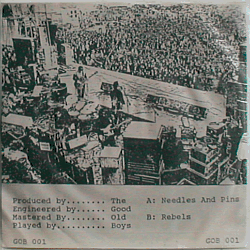 Produced by........ The A: Needles And Pins
Engineered by...... Good
Mastered By........ Old B: Rebels
Played by.......... Boys
GOB 001 GOB 001